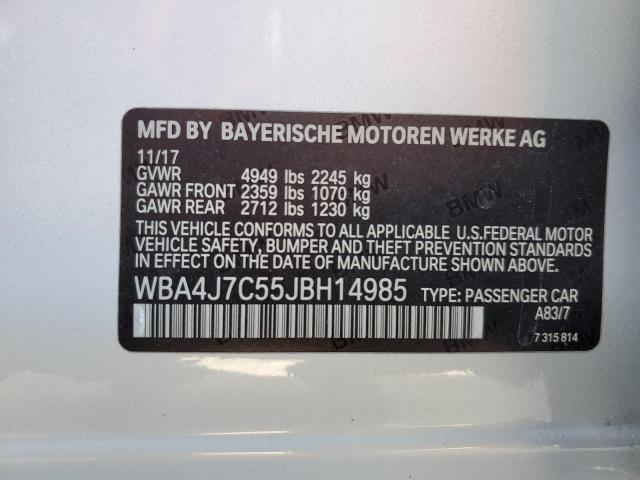 MFD BY BAYERISCHE MOTOREN WERKE AG
11/17
GVWR 4949 lbs 2245 kg
GAWR FRONT 2359 lbs 1070 kg
GAWR REAR 2712 lbs 1230 kg
THIS VEHICLE CONFORMS TO ALL APPLICABLE U.S.FEDERAL MOTOR
VEHICLE SAFETY, BUMPER AND THEFT PREVENTION STANDARDS
IN EFFECT ON THE DATE OF MANUFACTURE SHOWN ABOVE.
WBA4J7C55JBH14985 TYPE: PASSENGER CAR
A83/7
7 315 814